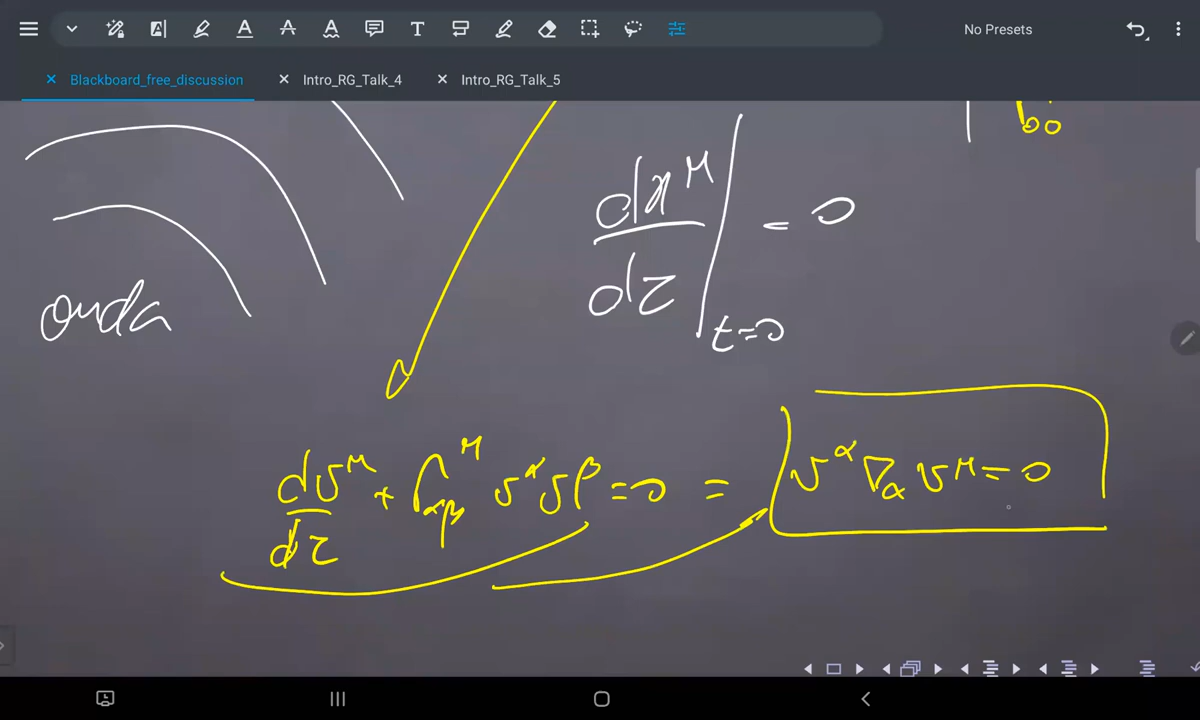 No Presets
Blackboard_free_discussion
Intro_RG_Talk_4
Intro_RG_Talk_5
dx^μ/dτ |_{t=0} = 0
onda
dv^μ/dτ + Γ^μ_{αβ} v^α v^β = 0 = v^α ∇_α v^μ = 0